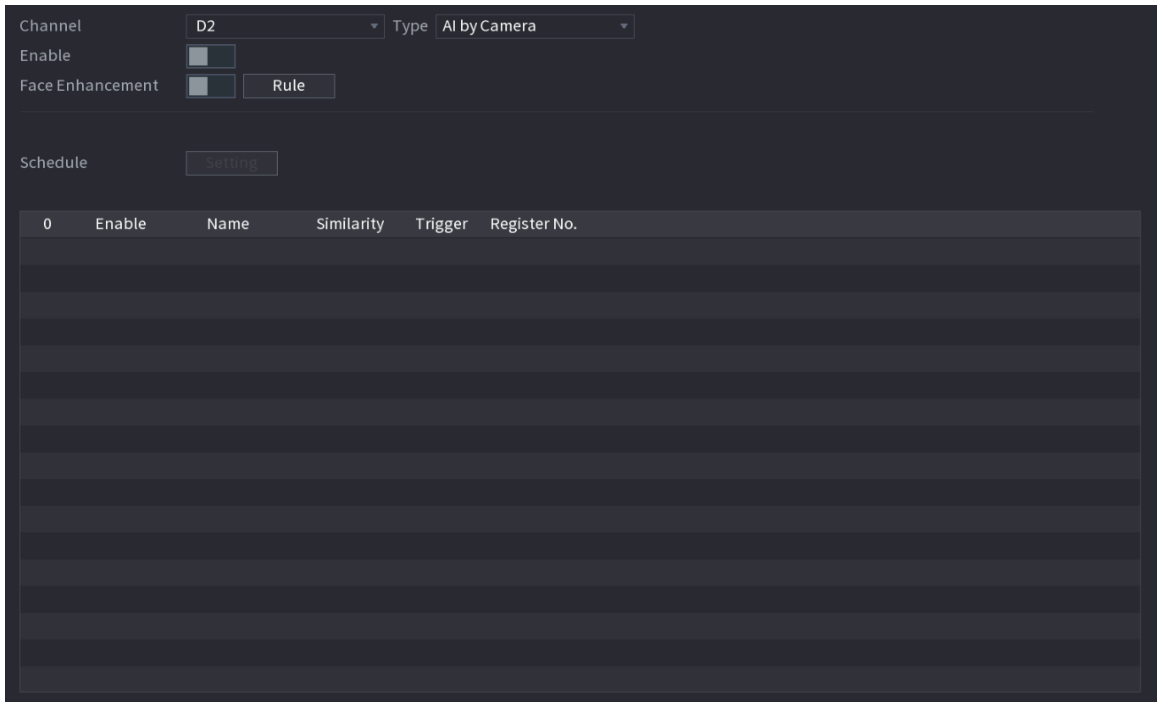 Channel D2 Type AI by Camera
Enable
Face Enhancement Rule
Schedule Setting
0 Enable Name Similarity Trigger Register No.